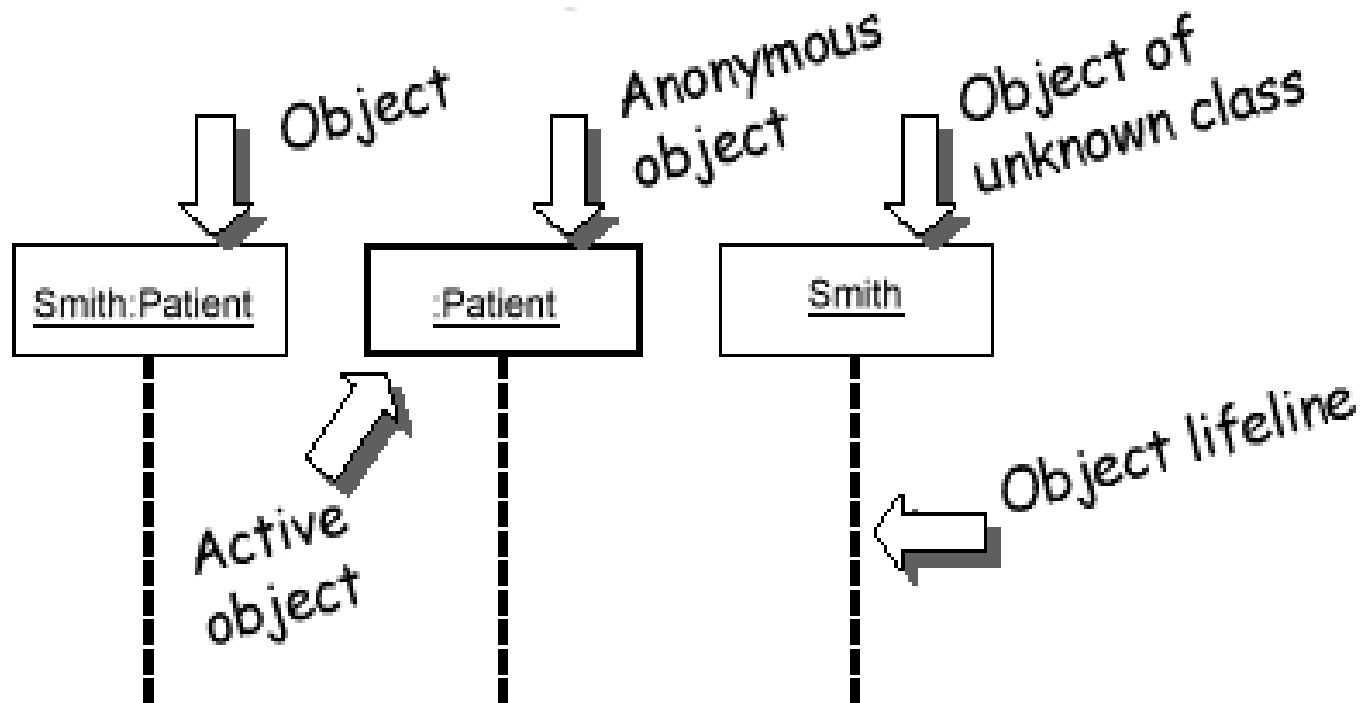 Object
Anonymous
object
Object of
unknown class
Smith:Patient
:Patient
Smith
Active
object
Object lifeline